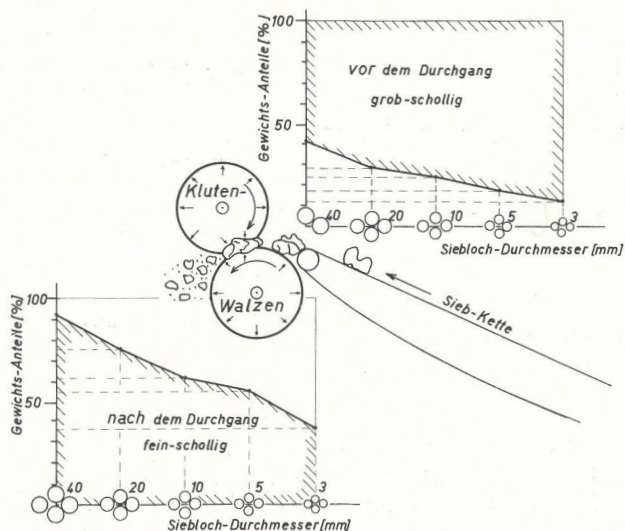 Gewichts-Anteile [%]
100
50
vor dem Durchgang
grob-schollig
40 20 10 5 3
Siebloch-Durchmesser [mm]
Kluten-
Walzen
Sieb-Kette
Gewichts-Anteile [%]
100
50
nach dem Durchgang
fein-schollig
40 20 10 5 3
Siebloch-Durchmesser [mm]